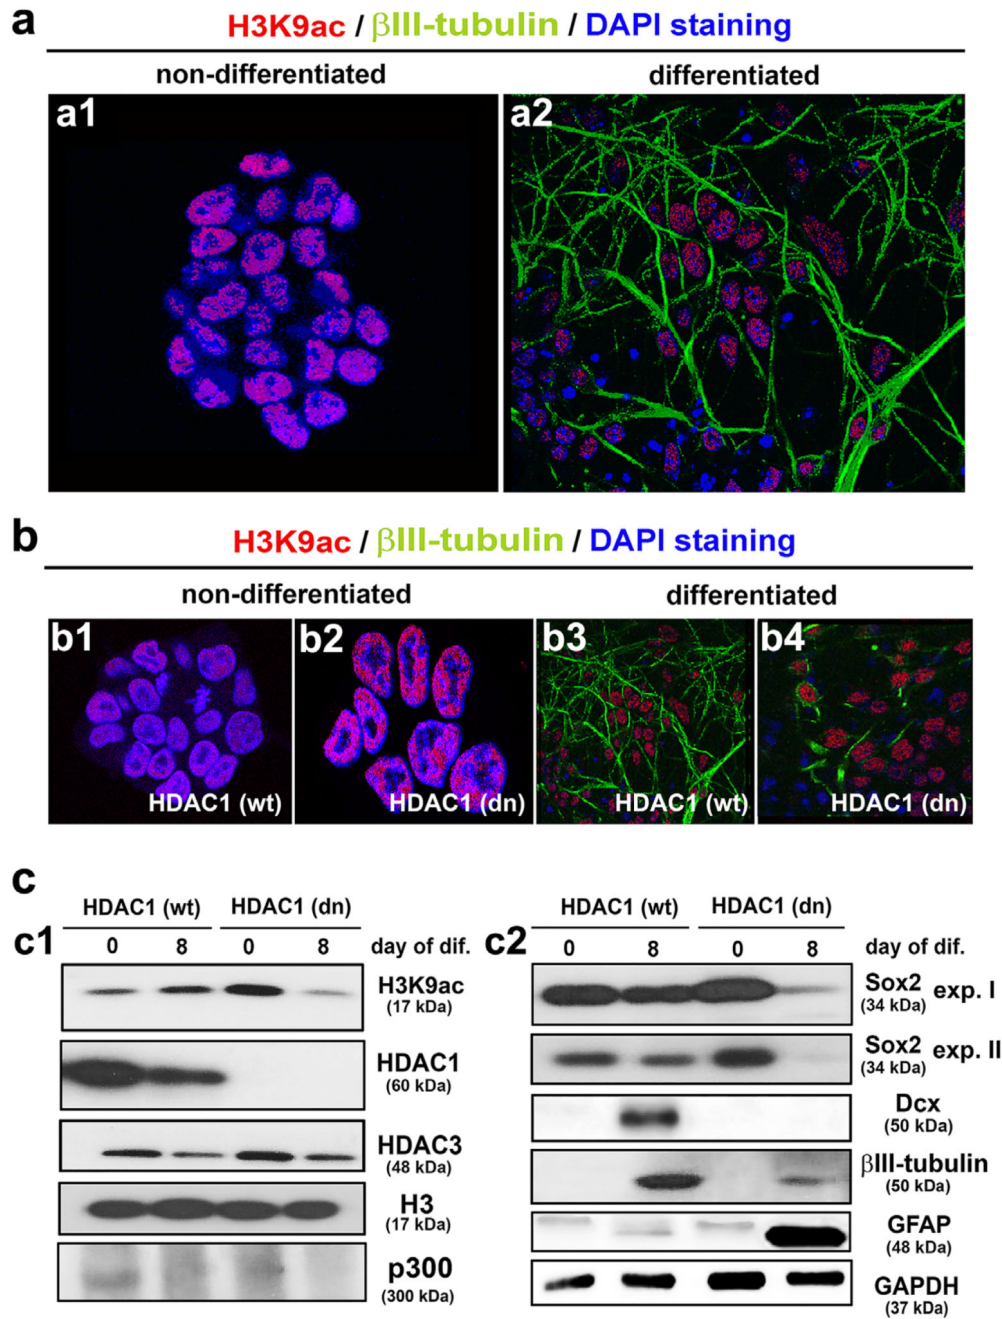 a
H3K9ac / βIII-tubulin / DAPI staining
non-differentiated differentiated
a1 a2
b
H3K9ac / βIII-tubulin / DAPI staining
non-differentiated differentiated
b1 b2 b3 b4
HDAC1 (wt) HDAC1 (dn) HDAC1 (wt) HDAC1 (dn)
c
HDAC1 (wt) HDAC1 (dn)
c1 0 8 0 8 day of dif.
H3K9ac
(17 kDa)
HDAC1
(60 kDa)
HDAC3
(48 kDa)
H3
(17 kDa)
p300
(300 kDa)
HDAC1 (wt) HDAC1 (dn)
c2 0 8 0 8 day of dif.
Sox2 exp. I
(34 kDa)
Sox2 exp. II
(34 kDa)
Dcx
(50 kDa)
βIII-tubulin
(50 kDa)
GFAP
(48 kDa)
GAPDH
(37 kDa)